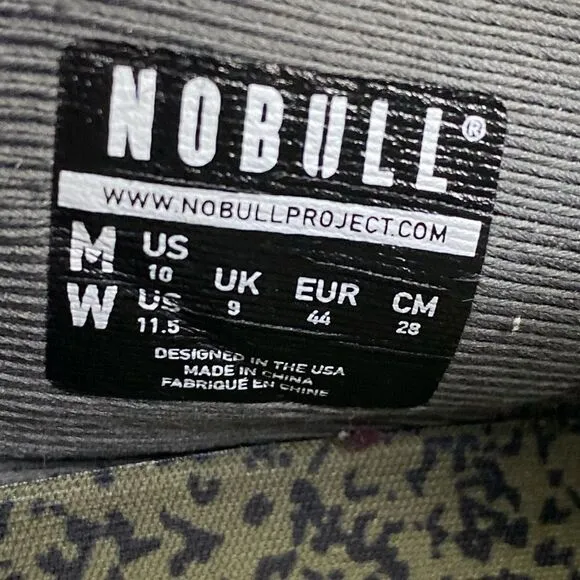 NOBULL®
WWW.NOBULLPROJECT.COM
M US 10 UK 9 EUR 44 CM 28
W US 11.5
DESIGNED IN THE USA
MADE IN CHINA
FABRIQUÉ EN CHINE